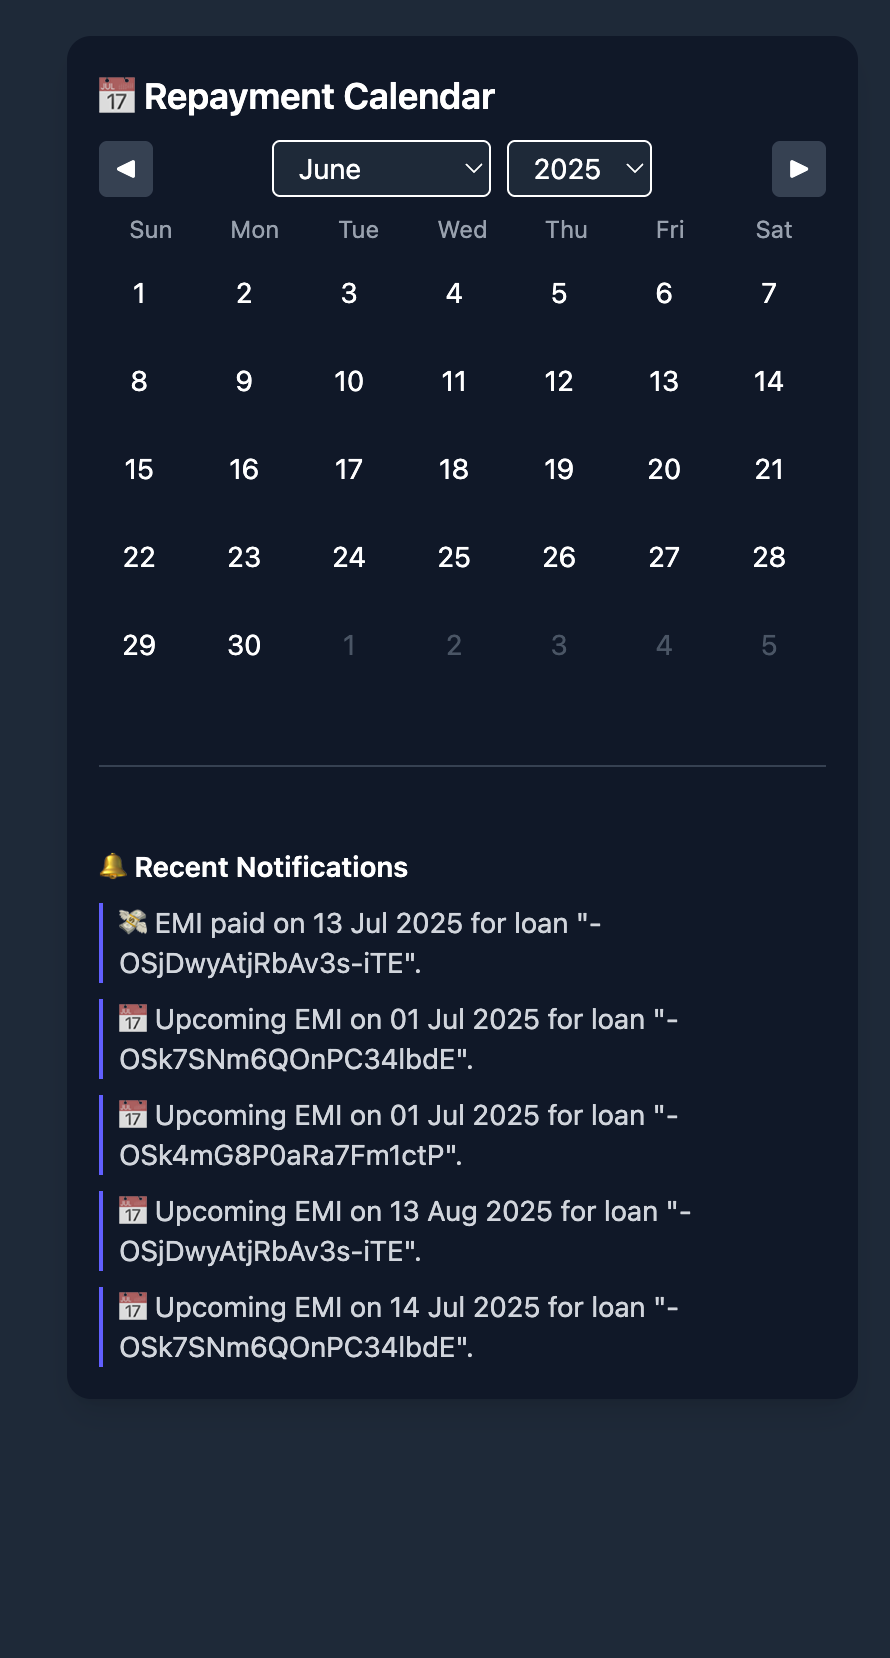 Repayment Calendar
June 2025
Sun Mon Tue Wed Thu Fri Sat
1 2 3 4 5 6 7
8 9 10 11 12 13 14
15 16 17 18 19 20 21
22 23 24 25 26 27 28
29 30 1 2 3 4 5
Recent Notifications
EMI paid on 13 Jul 2025 for loan "-
OSjDwyAtjRbAv3s-iTE".
Upcoming EMI on 01 Jul 2025 for loan "-
OSk7SNm6QOnPC34lbdE".
Upcoming EMI on 01 Jul 2025 for loan "-
OSk4mG8P0aRa7Fm1ctP".
Upcoming EMI on 13 Aug 2025 for loan "-
OSjDwyAtjRbAv3s-iTE".
Upcoming EMI on 14 Jul 2025 for loan "-
OSk7SNm6QOnPC34lbdE".